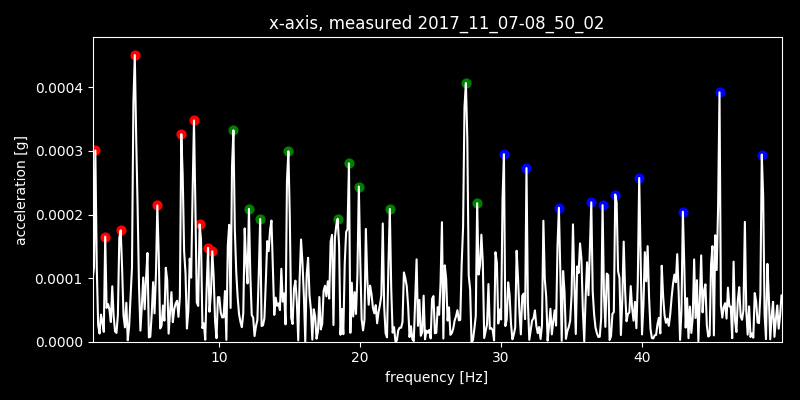 x-axis, measured 2017_11_07-08_50_02
0.0004
0.0003
0.0002
0.0001
0.0000
acceleration [g]
10 20 30 40
frequency [Hz]